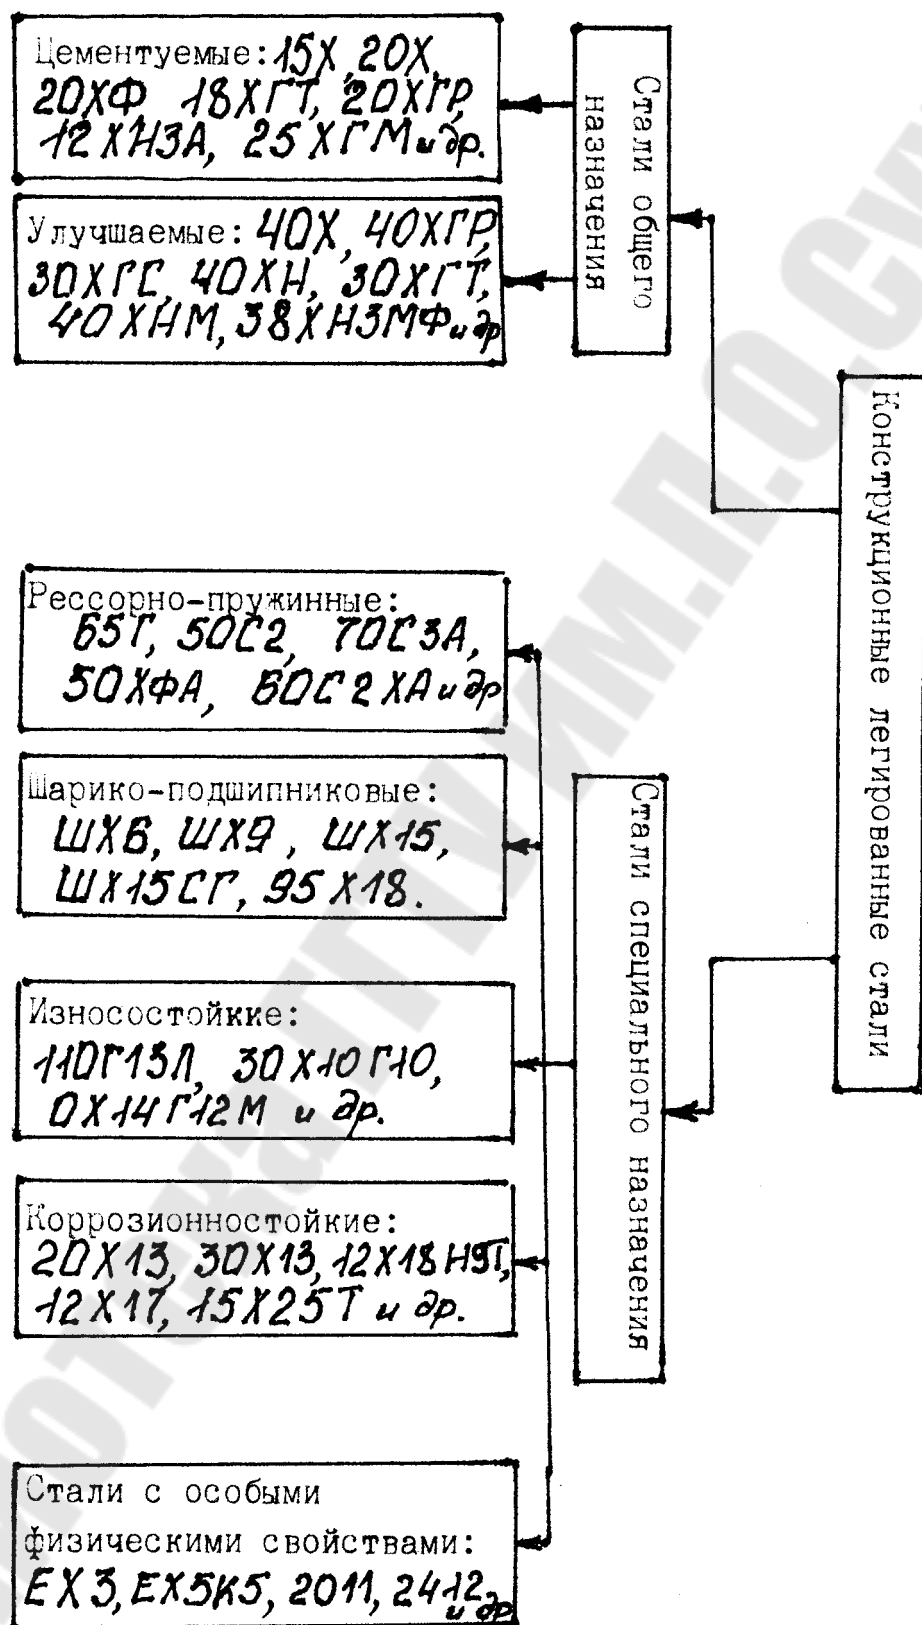 Цементуемые: 15Х, 20Х,
20ХФ, 18ХГТ, 20ХГР,
12ХН3А, 25ХГМ и др.
Стали общего
назначения
Улучшаемые: 40Х, 40ХГР,
30ХГС, 40ХН, 30ХГТ,
40ХНМ, 38ХН3МФ и др
Конструкционные легированные стали
Рессорно-пружинные:
65Г, 50С2, 70С3А,
50ХФА, 60С2ХА и др
Шарико-подшипниковые:
ШХ6, ШХ9, ШХ15,
ШХ15СГ, 95Х18.
Стали специального назначения
Износостойкке:
110Г13Л, 30Х10Г10,
0Х14Г12М и др.
Коррозионностойкие:
20Х13, 30Х13, 12Х18Н9Т,
12Х17, 15Х25Т и др.
Стали с особыми
физическими свойствами:
ЕХ3, ЕХ5К5, 2011, 2412
и др
ИМ.П.О.СУ